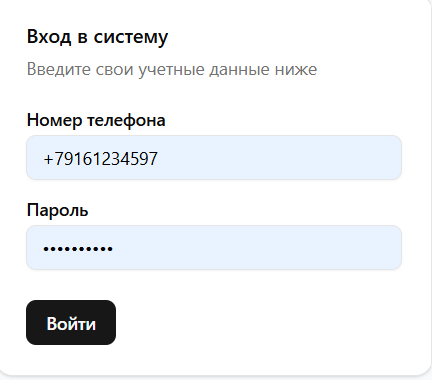 Вход в систему
Введите свои учетные данные ниже
Номер телефона
+79161234597
Пароль
••••••••••
Войти